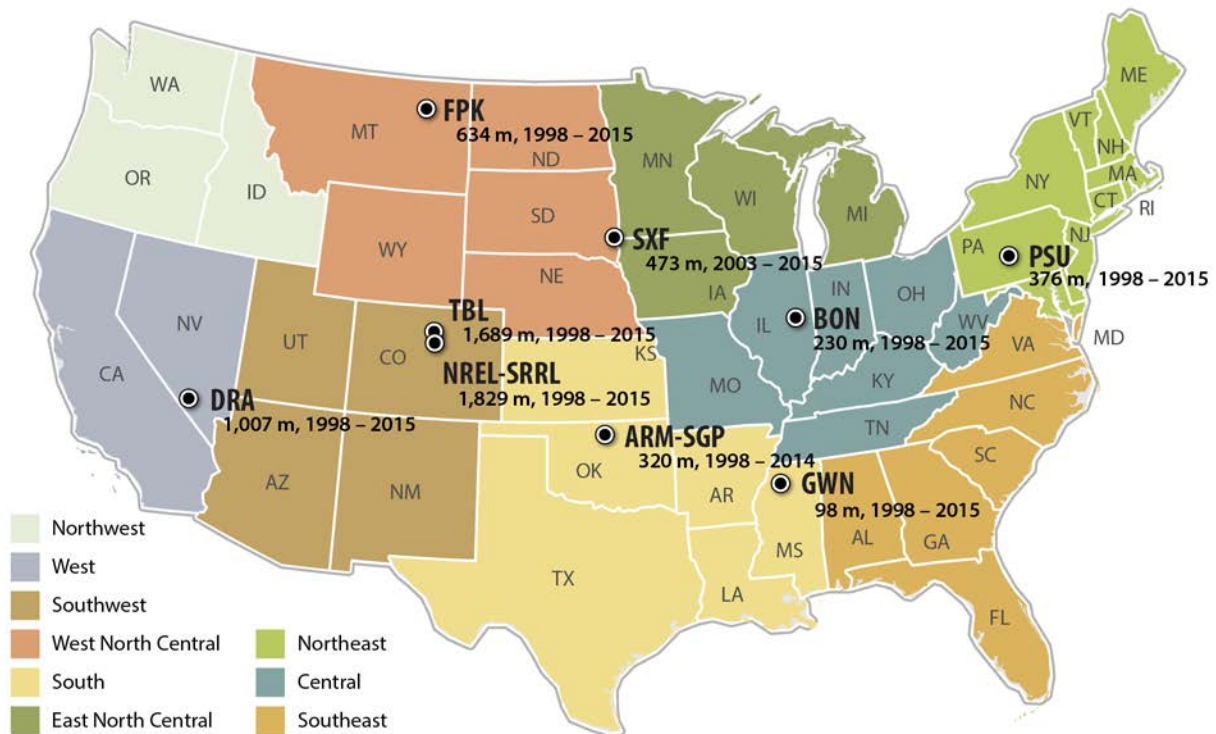 WA
ME
MT
FPK
634 m, 1998 – 2015
ND
MN
VT
NH
OR
ID
WI
NY
MA
CT
RI
SD
MI
WY
SXF
473 m, 2003 – 2015
PA
NJ
PSU
376 m, 1998 – 2015
NE
IA
TBL
1,689 m, 1998 – 2015
NV
UT
CO
IL
IN
OH
BON
230 m, 1998 – 2015
WV
MD
KS
VA
CA
NREL-SRRL
1,829 m, 1998 – 2015
MO
KY
DRA
1,007 m, 1998 – 2015
NC
TN
ARM-SGP
320 m, 1998 – 2014
OK
SC
AZ
NM
AR
GWN
98 m, 1998 – 2015
MS
AL
GA
TX
LA
FL
Northwest
West
Southwest
West North Central
South
East North Central
Northeast
Central
Southeast